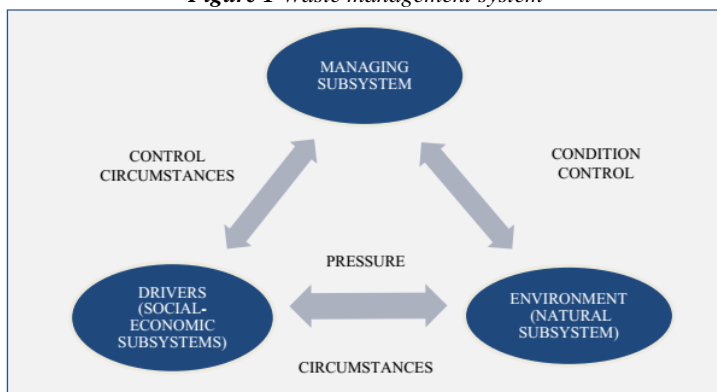 Figure 1 Waste management system
MANAGING
SUBSYSTEM
CONTROL
CIRCUMSTANCES
CONDITION
CONTROL
PRESSURE
DRIVERS
(SOCIAL-
ECONOMIC
SUBSYSTEMS)
ENVIRONMENT
(NATURAL
SUBSYSTEM)
CIRCUMSTANCES